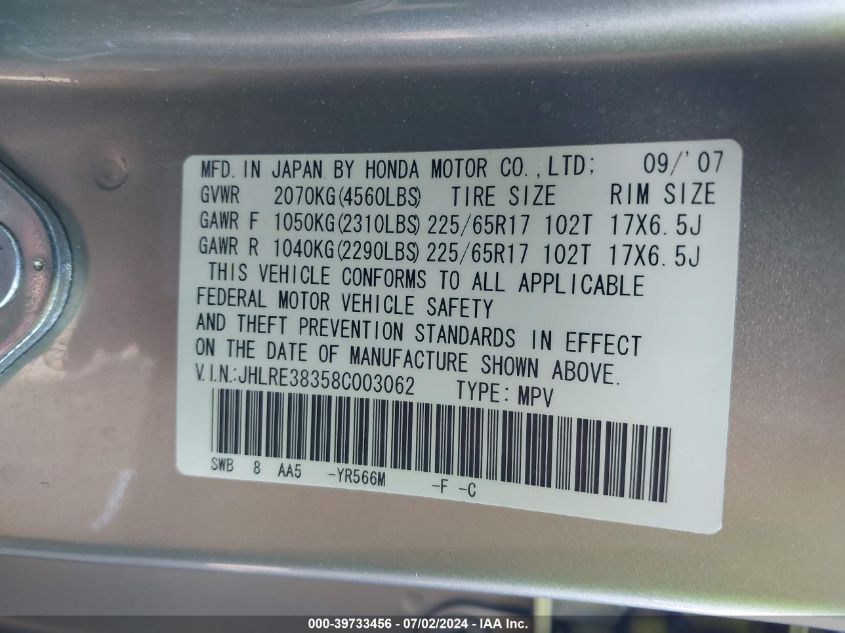 MFD. IN JAPAN BY HONDA MOTOR CO., LTD; 09/'07
GVWR 2070KG(4560LBS) TIRE SIZE RIM SIZE
GAWR F 1050KG(2310LBS) 225/65R17 102T 17X6.5J
GAWR R 1040KG(2290LBS) 225/65R17 102T 17X6.5J
THIS VEHICLE CONFORMS TO ALL APPLICABLE
FEDERAL MOTOR VEHICLE SAFETY
AND THEFT PREVENTION STANDARDS IN EFFECT
ON THE DATE OF MANUFACTURE SHOWN ABOVE.
V.I.N.:JHLRE38358C003062 TYPE: MPV
SWB 8 AA5 -YR566M -F -C
000-39733456 - 07/02/2024 - IAA Inc.